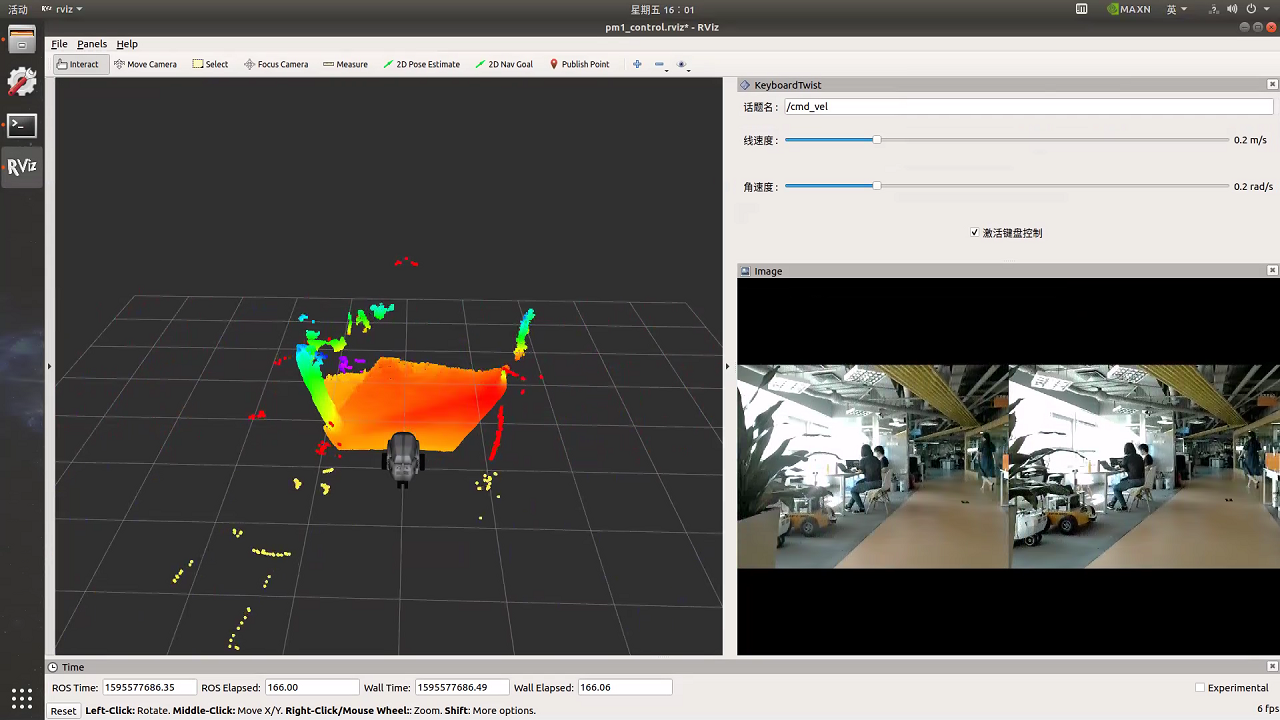 活动 RViz rviz 星期五 16：01 MAXN 英
pm1_control.rviz* - RViz
File Panels Help
Interact Move Camera Select Focus Camera Measure 2D Pose Estimate 2D Nav Goal Publish Point
RViz
KeyboardTwist
话题名： /cmd_vel
线速度： 0.2 m/s
角速度： 0.2 rad/s
激活键盘控制
Image
Time
ROS Time: 1595577686.35 ROS Elapsed: 166.00 Wall Time: 1595577686.49 Wall Elapsed: 166.06 Experimental
Reset Left-Click: Rotate. Middle-Click: Move X/Y. Right-Click/Mouse Wheel:: Zoom. Shift: More options. 6 fps